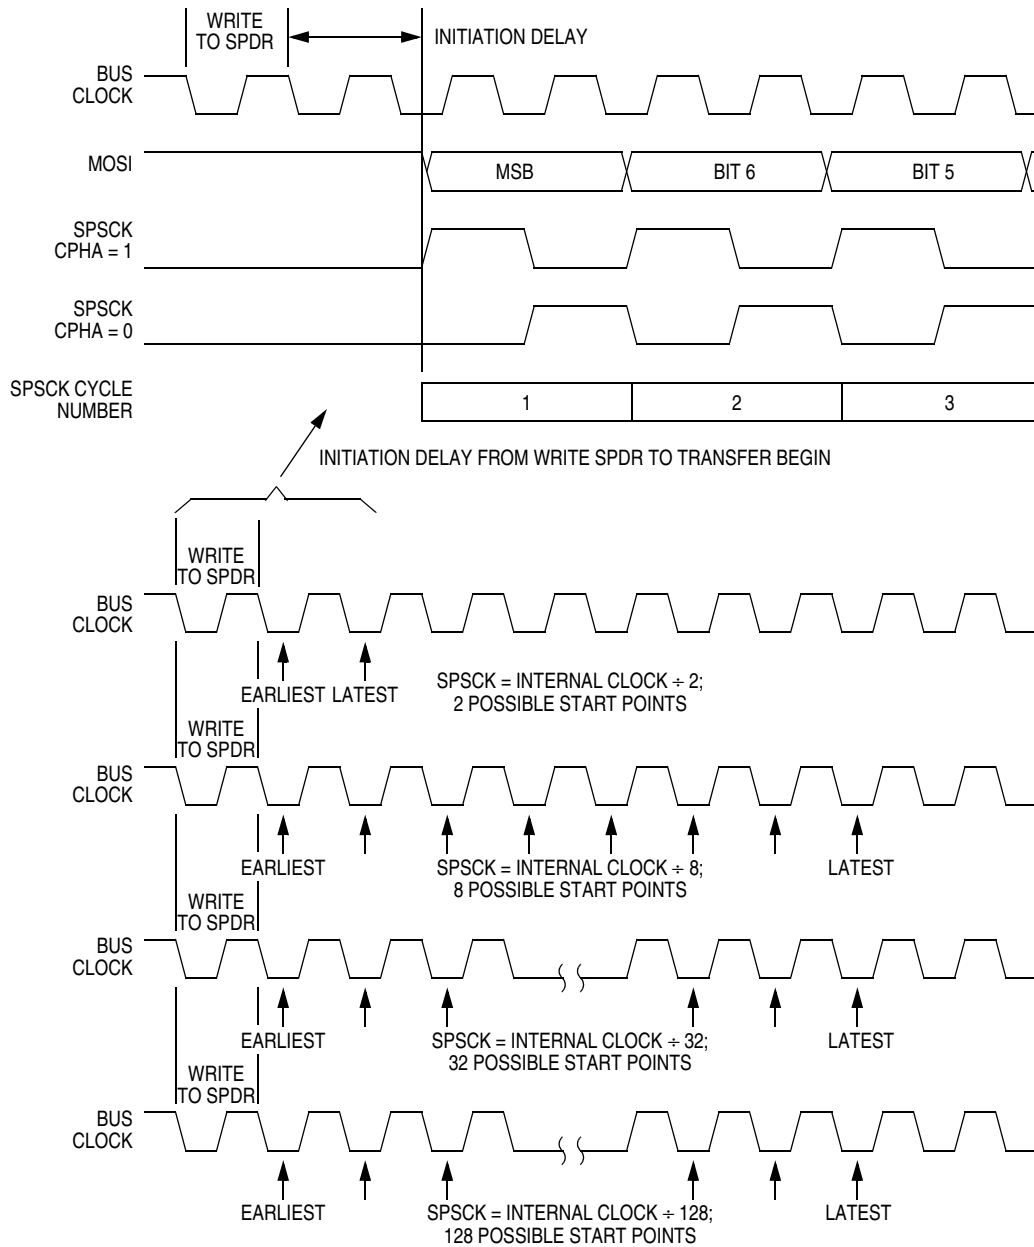 WRITE
TO SPDR
INITIATION DELAY
BUS
CLOCK
MOSI
MSB
BIT 6
BIT 5
SPSCK
CPHA = 1
SPSCK
CPHA = 0
SPSCK CYCLE
NUMBER
1
2
3
INITIATION DELAY FROM WRITE SPDR TO TRANSFER BEGIN
WRITE
TO SPDR
BUS
CLOCK
EARLIEST
LATEST
SPSCK = INTERNAL CLOCK ÷ 2;
2 POSSIBLE START POINTS
WRITE
TO SPDR
BUS
CLOCK
EARLIEST
SPSCK = INTERNAL CLOCK ÷ 8;
8 POSSIBLE START POINTS
LATEST
WRITE
TO SPDR
BUS
CLOCK
EARLIEST
SPSCK = INTERNAL CLOCK ÷ 32;
32 POSSIBLE START POINTS
LATEST
WRITE
TO SPDR
BUS
CLOCK
EARLIEST
SPSCK = INTERNAL CLOCK ÷ 128;
128 POSSIBLE START POINTS
LATEST